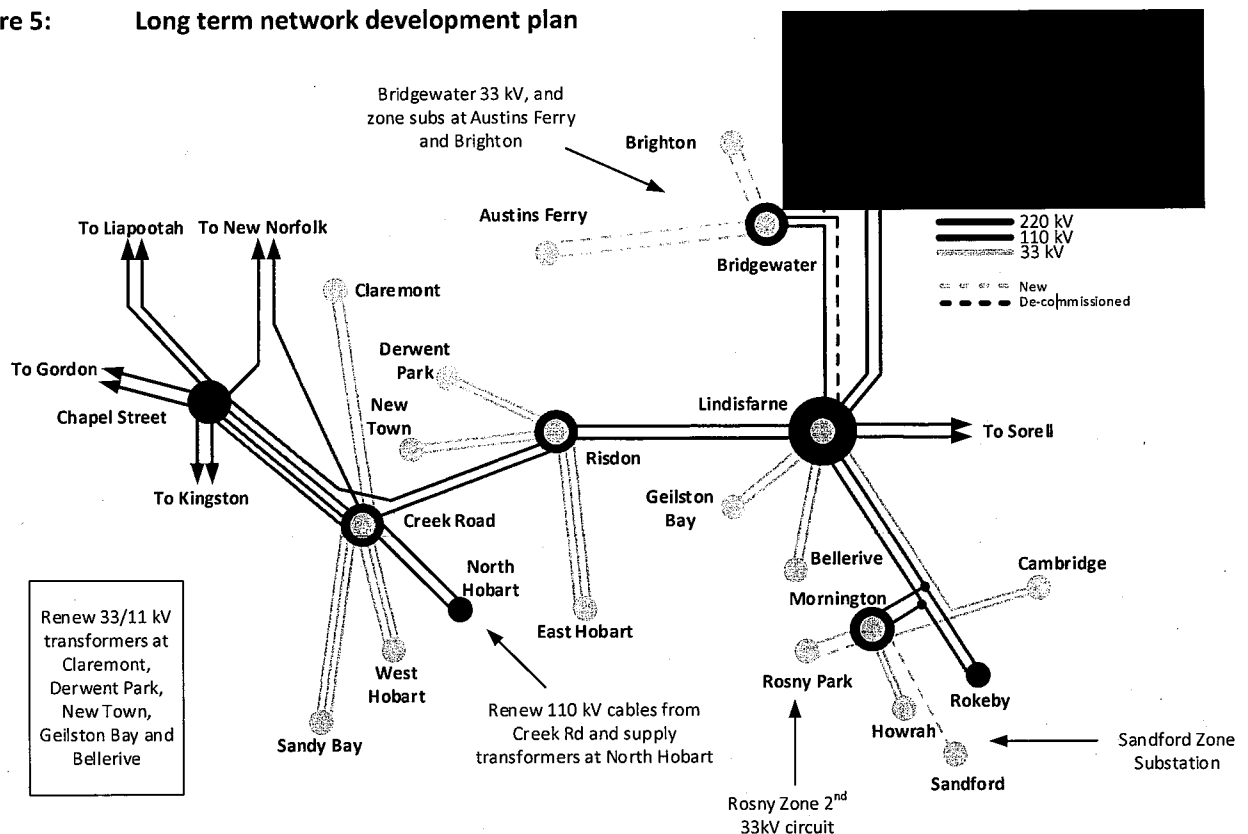 re 5: Long term network development plan
Bridgewater 33 kV, and
zone subs at Austins Ferry
and Brighton
Brighton
Austins Ferry
Bridgewater
220 kV
110 kV
33 kV
New
De-commissioned
To Liapootah
To New Norfolk
Claremont
Derwent
Park
New
Town
To Gordon
Chapel Street
To Kingston
Lindisfarne
To Sorell
Risdon
Geilston
Bay
Creek Road
North
Hobart
Bellerive
Cambridge
Mornington
East Hobart
West
Hobart
Rosny Park
Rokeby
Howrah
Sandy Bay
Sandford
Renew 33/11 kV
transformers at
Claremont,
Derwent Park,
New Town,
Geilston Bay and
Bellerive
Renew 110 kV cables from
Creek Rd and supply
transformers at North Hobart
Sandford Zone
Substation
Rosny Zone 2nd
33kV circuit